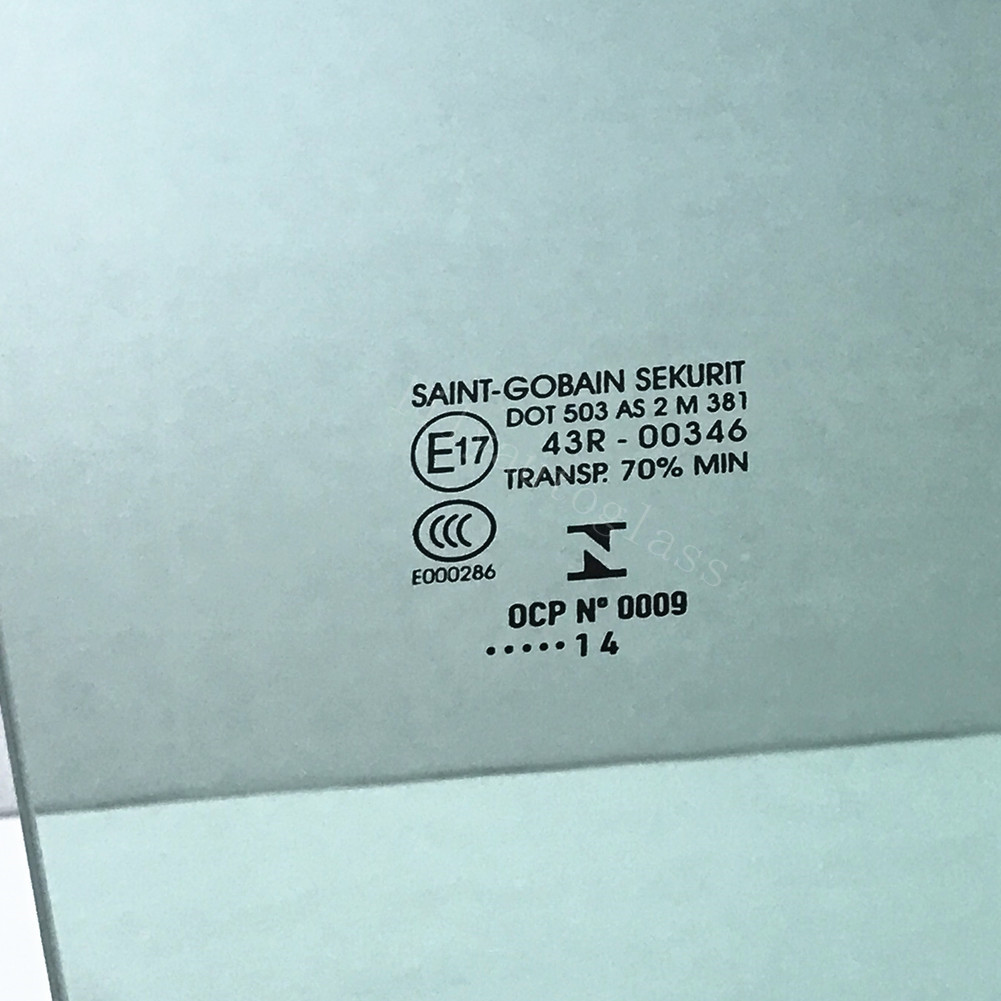 SAINT-GOBAIN SEKURIT
DOT 503 AS 2 M 381
E17
43R - 00346
TRANSP. 70% MIN
CCC
E000286
OCP Nº 0009
.....14